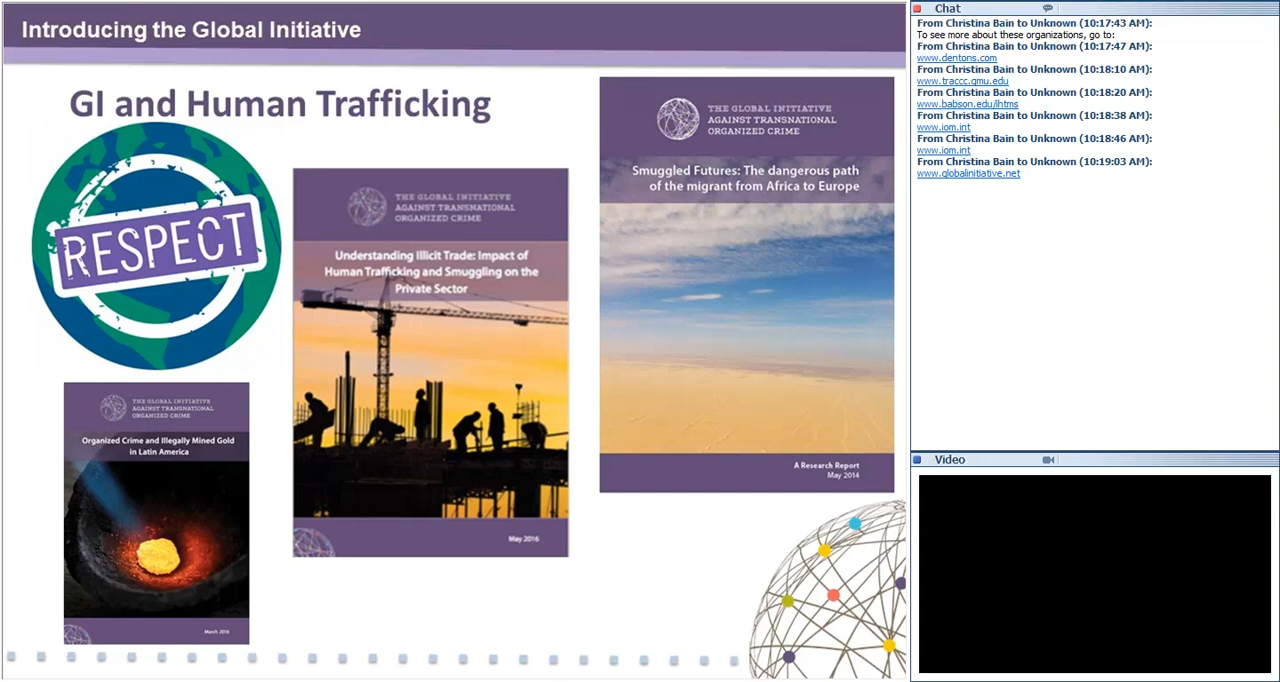 Introducing the Global Initiative
GI and Human Trafficking
RESPECT
THE GLOBAL INITIATIVE
AGAINST TRANSNATIONAL
ORGANIZED CRIME
Organized Crime and Illegally Mined Gold
in Latin America
March 2016
THE GLOBAL INITIATIVE
AGAINST TRANSNATIONAL
ORGANIZED CRIME
Understanding Illicit Trade: Impact of
Human Trafficking and Smuggling on the
Private Sector
May 2016
THE GLOBAL INITIATIVE
AGAINST TRANSNATIONAL
ORGANIZED CRIME
Smuggled Futures: The dangerous path
of the migrant from Africa to Europe
A Research Report
May 2014
Chat
From Christina Bain to Unknown (10:17:43 AM):
To see more about these organizations, go to:
From Christina Bain to Unknown (10:17:47 AM):
www.dentons.com
From Christina Bain to Unknown (10:18:10 AM):
www.traccc.gmu.edu
From Christina Bain to Unknown (10:18:20 AM):
www.babson.edu/ihtms
From Christina Bain to Unknown (10:18:38 AM):
www.iom.int
From Christina Bain to Unknown (10:18:46 AM):
www.iom.int
From Christina Bain to Unknown (10:19:03 AM):
www.globalinitiative.net
Video